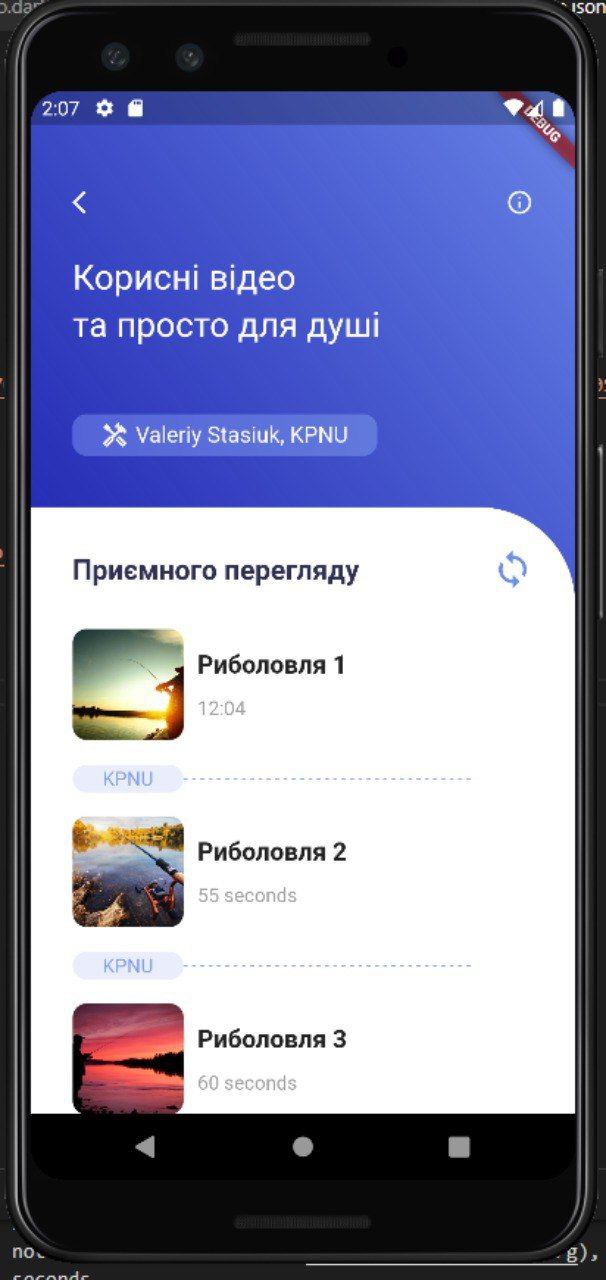 2:07
DEBUG
Корисні відео
та просто для душі
Valeriy Stasiuk, KPNU
Приємного перегляду
Риболовля 1
12:04
KPNU
Риболовля 2
55 seconds
KPNU
Риболовля 3
60 seconds
seconds